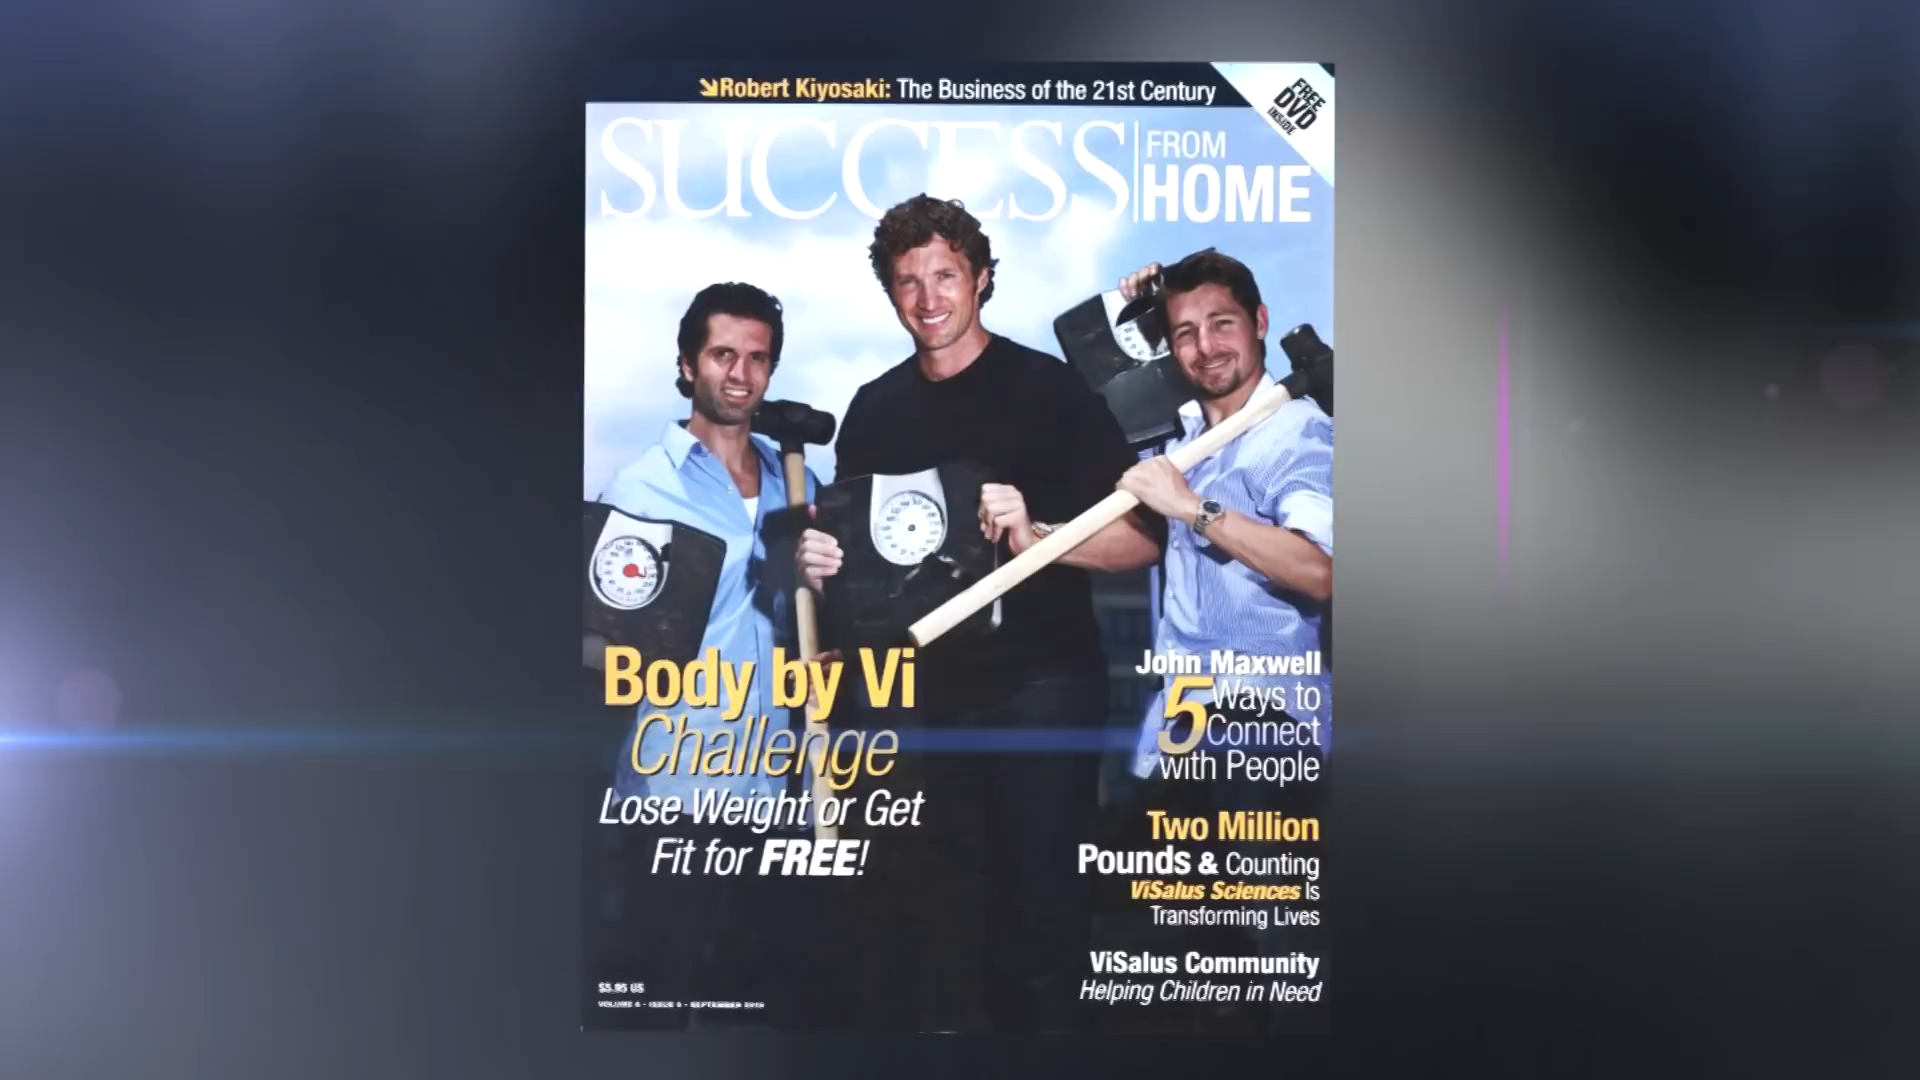 Robert Kiyosaki: The Business of the 21st Century
FREE
DVD
INSIDE
SUCCESS FROM
HOME
Body by Vi
Challenge
Lose Weight or Get
Fit for FREE!
John Maxwell
5 Ways to
Connect
with People
Two Million
Pounds & Counting
ViSalus Sciences Is
Transforming Lives
ViSalus Community
Helping Children in Need
$5.95 US